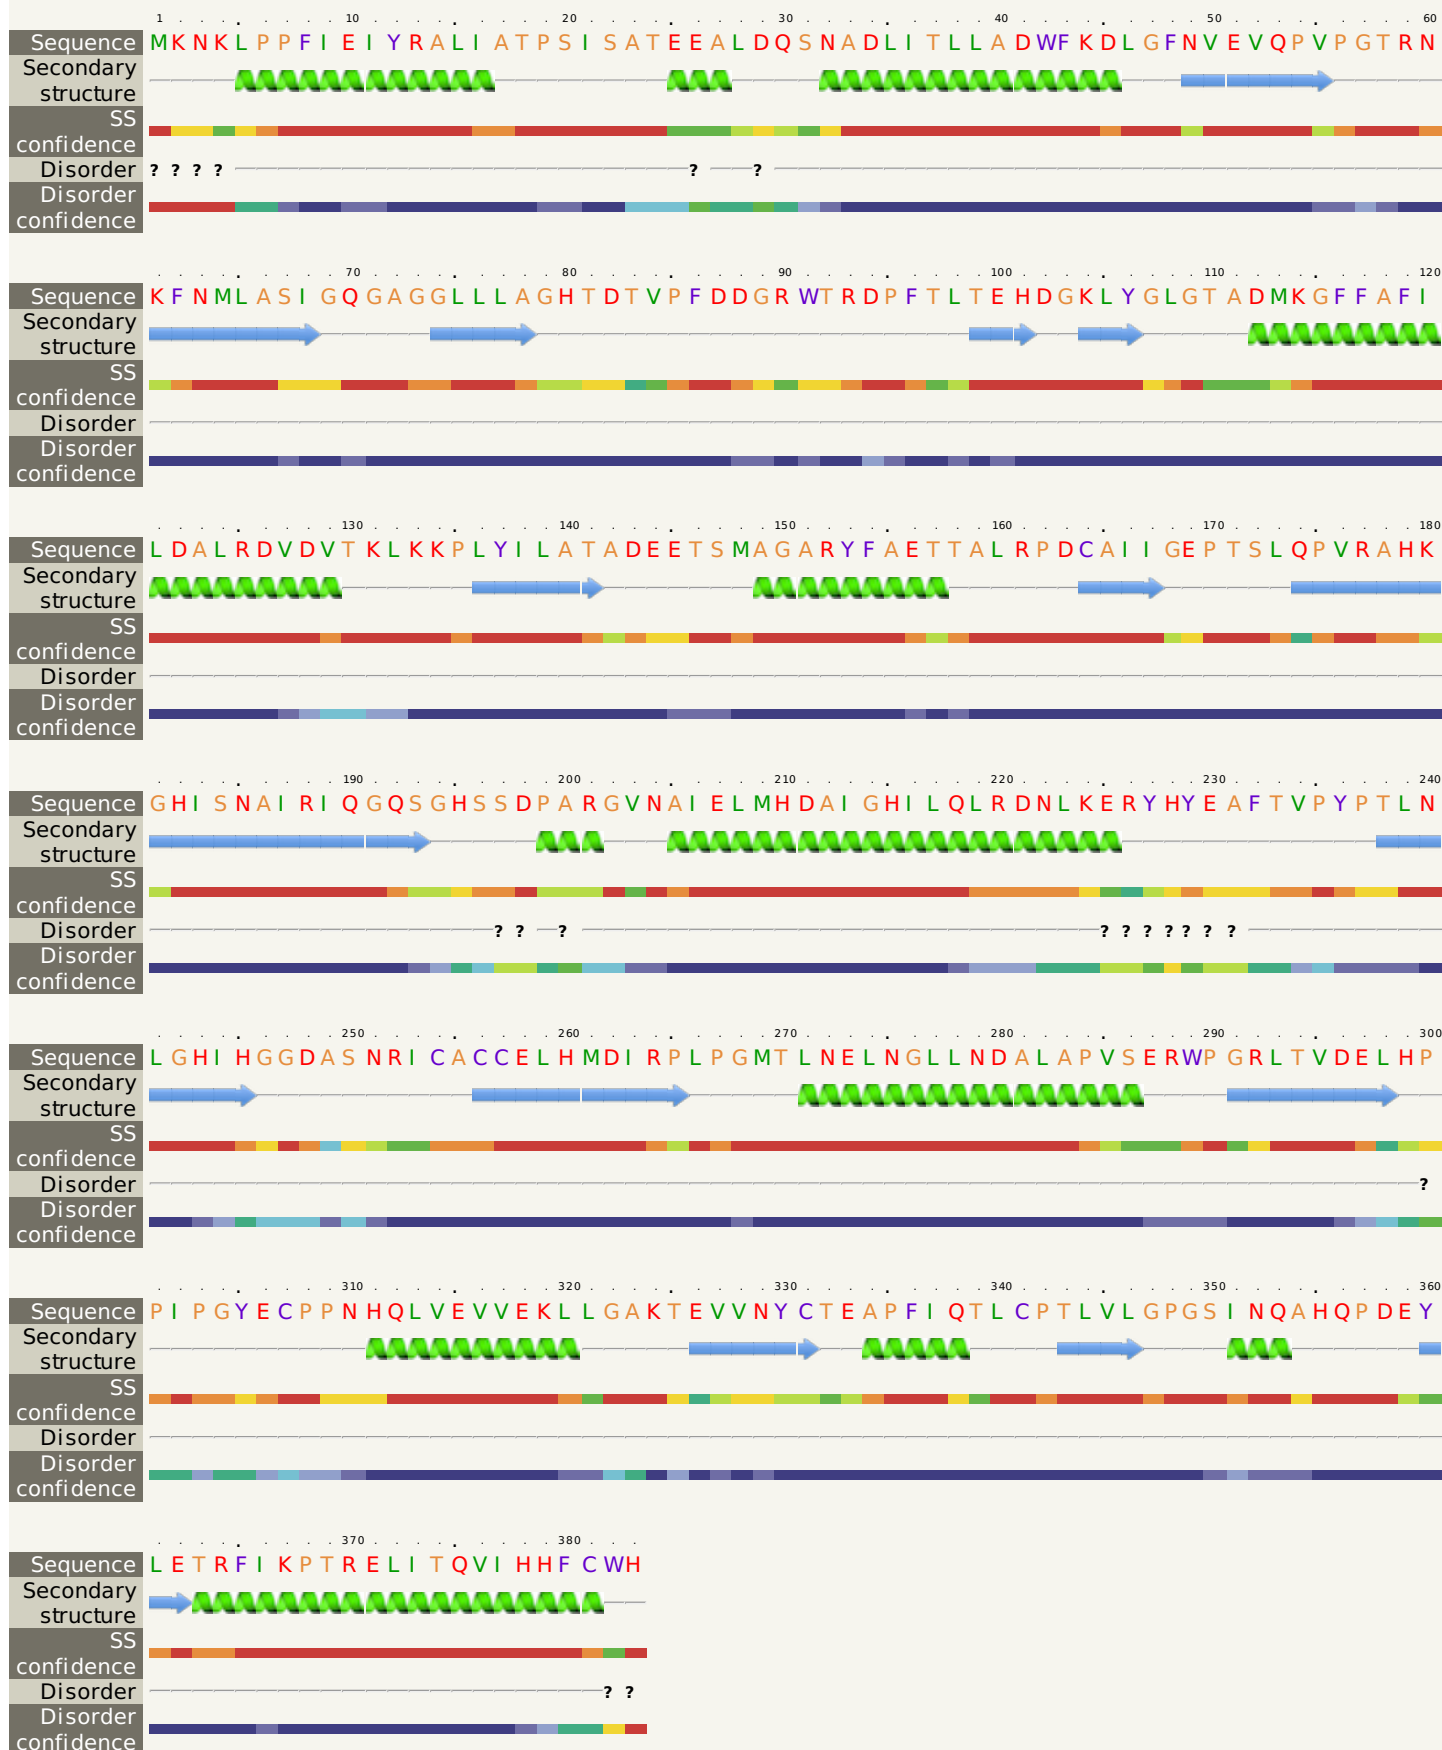 1 . . . . . . . . 10 . . . . . . . . . 20 . . . . . . . . . 30 . . . . . . . . . 40 . . . . . . . . . 50 . . . . . . . . . 60
Sequence MKNKLPPFIEIYRALIATPSISATEEALDQSNADLITLLADWFKDLGFNVEVQPVPGTRN
Secondary
structure
SS
confidence
Disorder ? ? ? ? ? ?
Disorder
confidence
. . . . . . . . . 70 . . . . . . . . . 80 . . . . . . . . . 90 . . . . . . . . . 100 . . . . . . . . . 110 . . . . . . . . . 120
Sequence KFNMLASIGQGAGGLLLAGHTDTVPFDDGRWTRDPFTLTEHDGKLYGLGTADMKGFFAFI
Secondary
structure
SS
confidence
Disorder
Disorder
confidence
. . . . . . . . . 130 . . . . . . . . . 140 . . . . . . . . . 150 . . . . . . . . . 160 . . . . . . . . . 170 . . . . . . . . . 180
Sequence LDALRDVDVTKLKKPLYILATADEETSMAGARYFAETTALRPDCAIIGEPTSLQPVRAHK
Secondary
structure
SS
confidence
Disorder
Disorder
confidence
. . . . . . . . . 190 . . . . . . . . . 200 . . . . . . . . . 210 . . . . . . . . . 220 . . . . . . . . . 230 . . . . . . . . . 240
Sequence GHISNAIRIQGQSGHSSDPARGVNAIELMHDAIGHILQLRDNLKERYHYEAFTVPYPTLN
Secondary
structure
SS
confidence
Disorder ? ? ? ? ? ? ? ? ? ?
Disorder
confidence
. . . . . . . . . 250 . . . . . . . . . 260 . . . . . . . . . 270 . . . . . . . . . 280 . . . . . . . . . 290 . . . . . . . . . 300
Sequence LGHIHGGDASNRICACCELHMDIRPLPGMTLNELNGLLNDALAPVSERWPGRLTVDELHP
Secondary
structure
SS
confidence
Disorder ?
Disorder
confidence
. . . . . . . . . 310 . . . . . . . . . 320 . . . . . . . . . 330 . . . . . . . . . 340 . . . . . . . . . 350 . . . . . . . . . 360
Sequence PIPGYECPPNHQLVEVVEKLLGAKTEVVNYCTEAPFIQTLCPTLVLGPGSINQAHQPDEY
Secondary
structure
SS
confidence
Disorder
Disorder
confidence
. . . . . . . . . 370 . . . . . . . . . 380 . . .
Sequence LETRFIKPTRELITQVIHHFCWH
Secondary
structure
SS
confidence
Disorder ? ?
Disorder
confidence